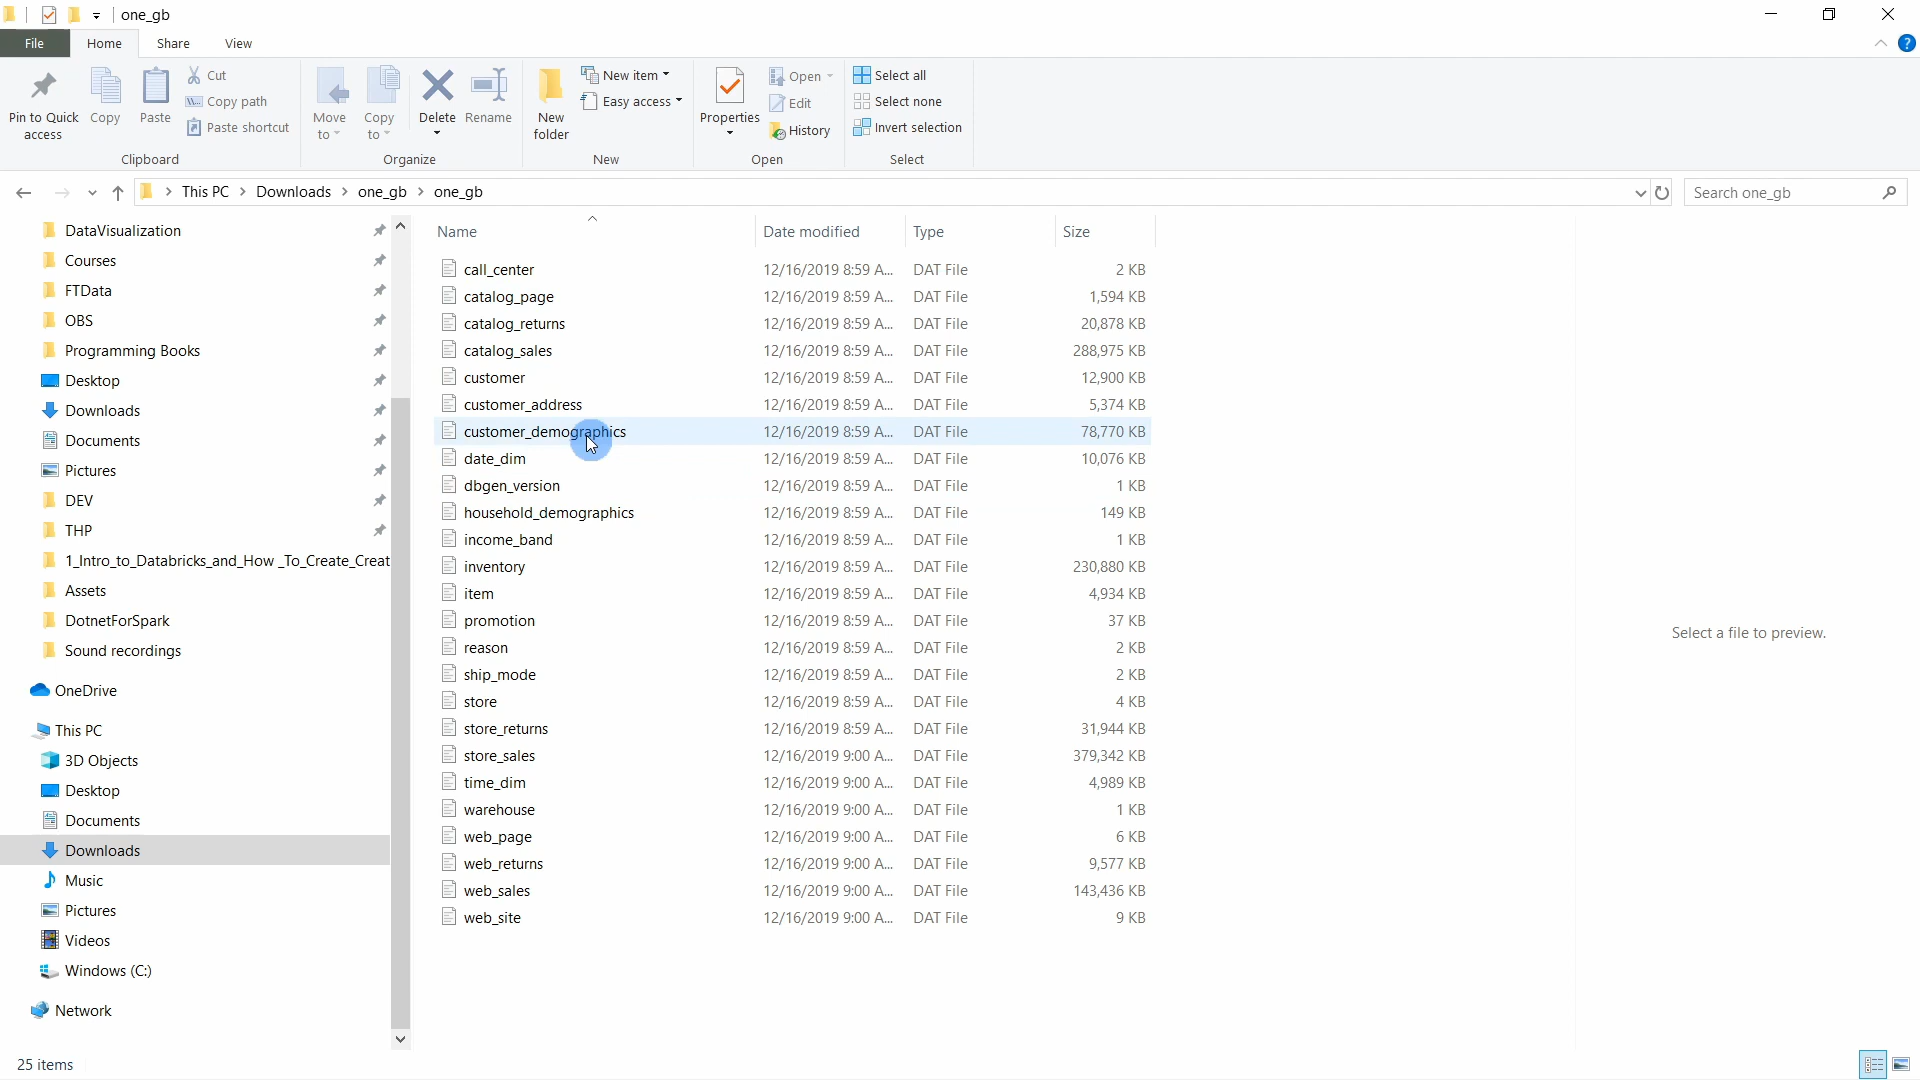 one_gb
File Home Share View
Pin to Quick access
Copy
Paste
Cut
Copy path
Paste shortcut
Clipboard
Move to
Copy to
Delete
Rename
Organize
New folder
New item
Easy access
New
Properties
Open
Edit
History
Open
Select all
Select none
Invert selection
Select
This PC > Downloads > one_gb > one_gb
Search one_gb
DataVisualization
Courses
FTData
OBS
Programming Books
Desktop
Downloads
Documents
Pictures
DEV
THP
1_Intro_to_Databricks_and_How _To_Create_Creat
Assets
DotnetForSpark
Sound recordings
OneDrive
This PC
3D Objects
Desktop
Documents
Downloads
Music
Pictures
Videos
Windows (C:)
Network
Name Date modified Type Size
call_center 12/16/2019 8:59 A... DAT File 2 KB
catalog_page 12/16/2019 8:59 A... DAT File 1,594 KB
catalog_returns 12/16/2019 8:59 A... DAT File 20,878 KB
catalog_sales 12/16/2019 8:59 A... DAT File 288,975 KB
customer 12/16/2019 8:59 A... DAT File 12,900 KB
customer_address 12/16/2019 8:59 A... DAT File 5,374 KB
customer_demographics 12/16/2019 8:59 A... DAT File 78,770 KB
date_dim 12/16/2019 8:59 A... DAT File 10,076 KB
dbgen_version 12/16/2019 8:59 A... DAT File 1 KB
household_demographics 12/16/2019 8:59 A... DAT File 149 KB
income_band 12/16/2019 8:59 A... DAT File 1 KB
inventory 12/16/2019 8:59 A... DAT File 230,880 KB
item 12/16/2019 8:59 A... DAT File 4,934 KB
promotion 12/16/2019 8:59 A... DAT File 37 KB
reason 12/16/2019 8:59 A... DAT File 2 KB
ship_mode 12/16/2019 8:59 A... DAT File 2 KB
store 12/16/2019 8:59 A... DAT File 4 KB
store_returns 12/16/2019 8:59 A... DAT File 31,944 KB
store_sales 12/16/2019 9:00 A... DAT File 379,342 KB
time_dim 12/16/2019 9:00 A... DAT File 4,989 KB
warehouse 12/16/2019 9:00 A... DAT File 1 KB
web_page 12/16/2019 9:00 A... DAT File 6 KB
web_returns 12/16/2019 9:00 A... DAT File 9,577 KB
web_sales 12/16/2019 9:00 A... DAT File 143,436 KB
web_site 12/16/2019 9:00 A... DAT File 9 KB
Select a file to preview.
25 items